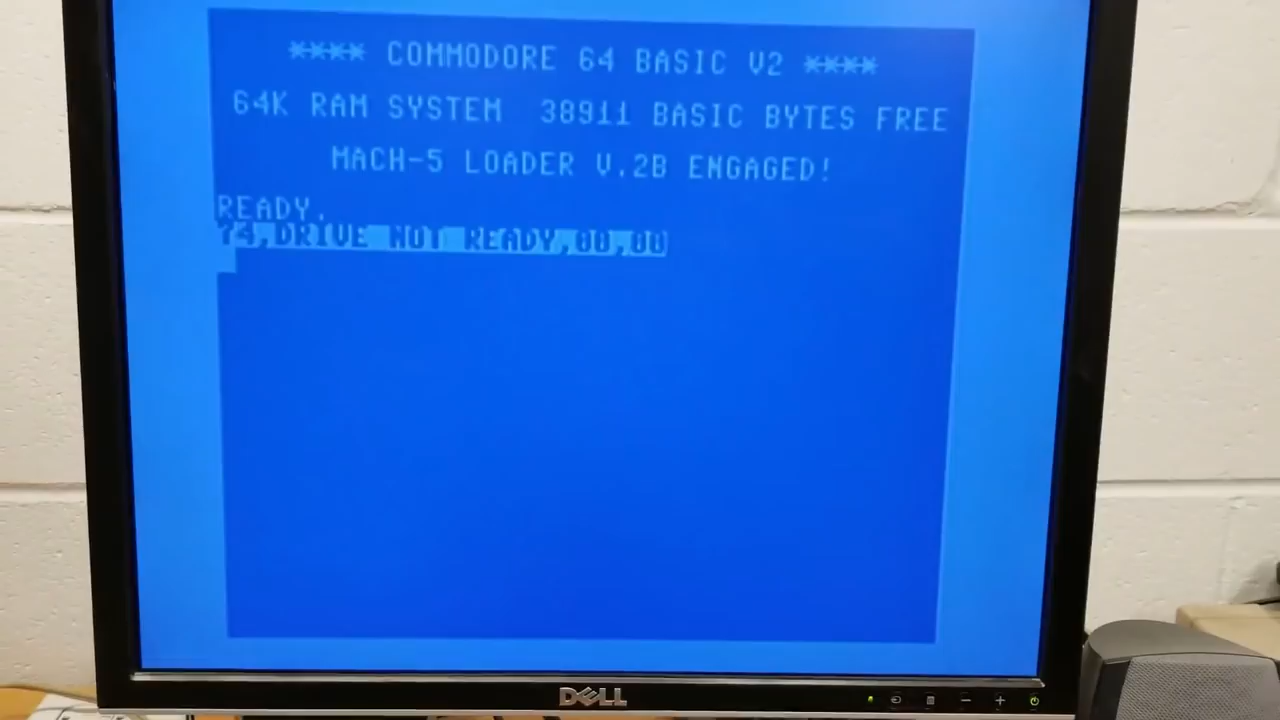 **** COMMODORE 64 BASIC V2 ****
64K RAM SYSTEM  38911 BASIC BYTES FREE
MACH-5 LOADER V.2B ENGAGED!
READY.
74,DRIVE NOT READY,00,00
DELL